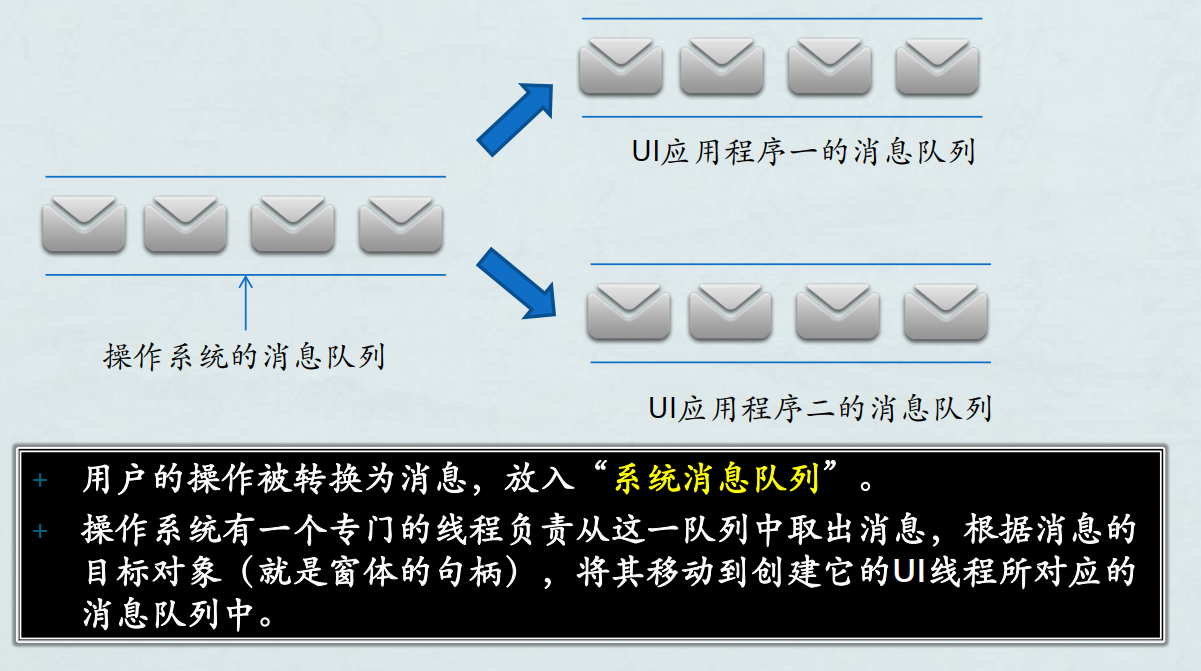 UI应用程序一的消息队列
操作系统的消息队列
UI应用程序二的消息队列
+ 用户的操作被转换为消息，放入“系统消息队列”。
+ 操作系统有一个专门的线程负责从这一队列中取出消息，根据消息的
目标对象（就是窗体的句柄），将其移动到创建它的UI线程所对应的
消息队列中。